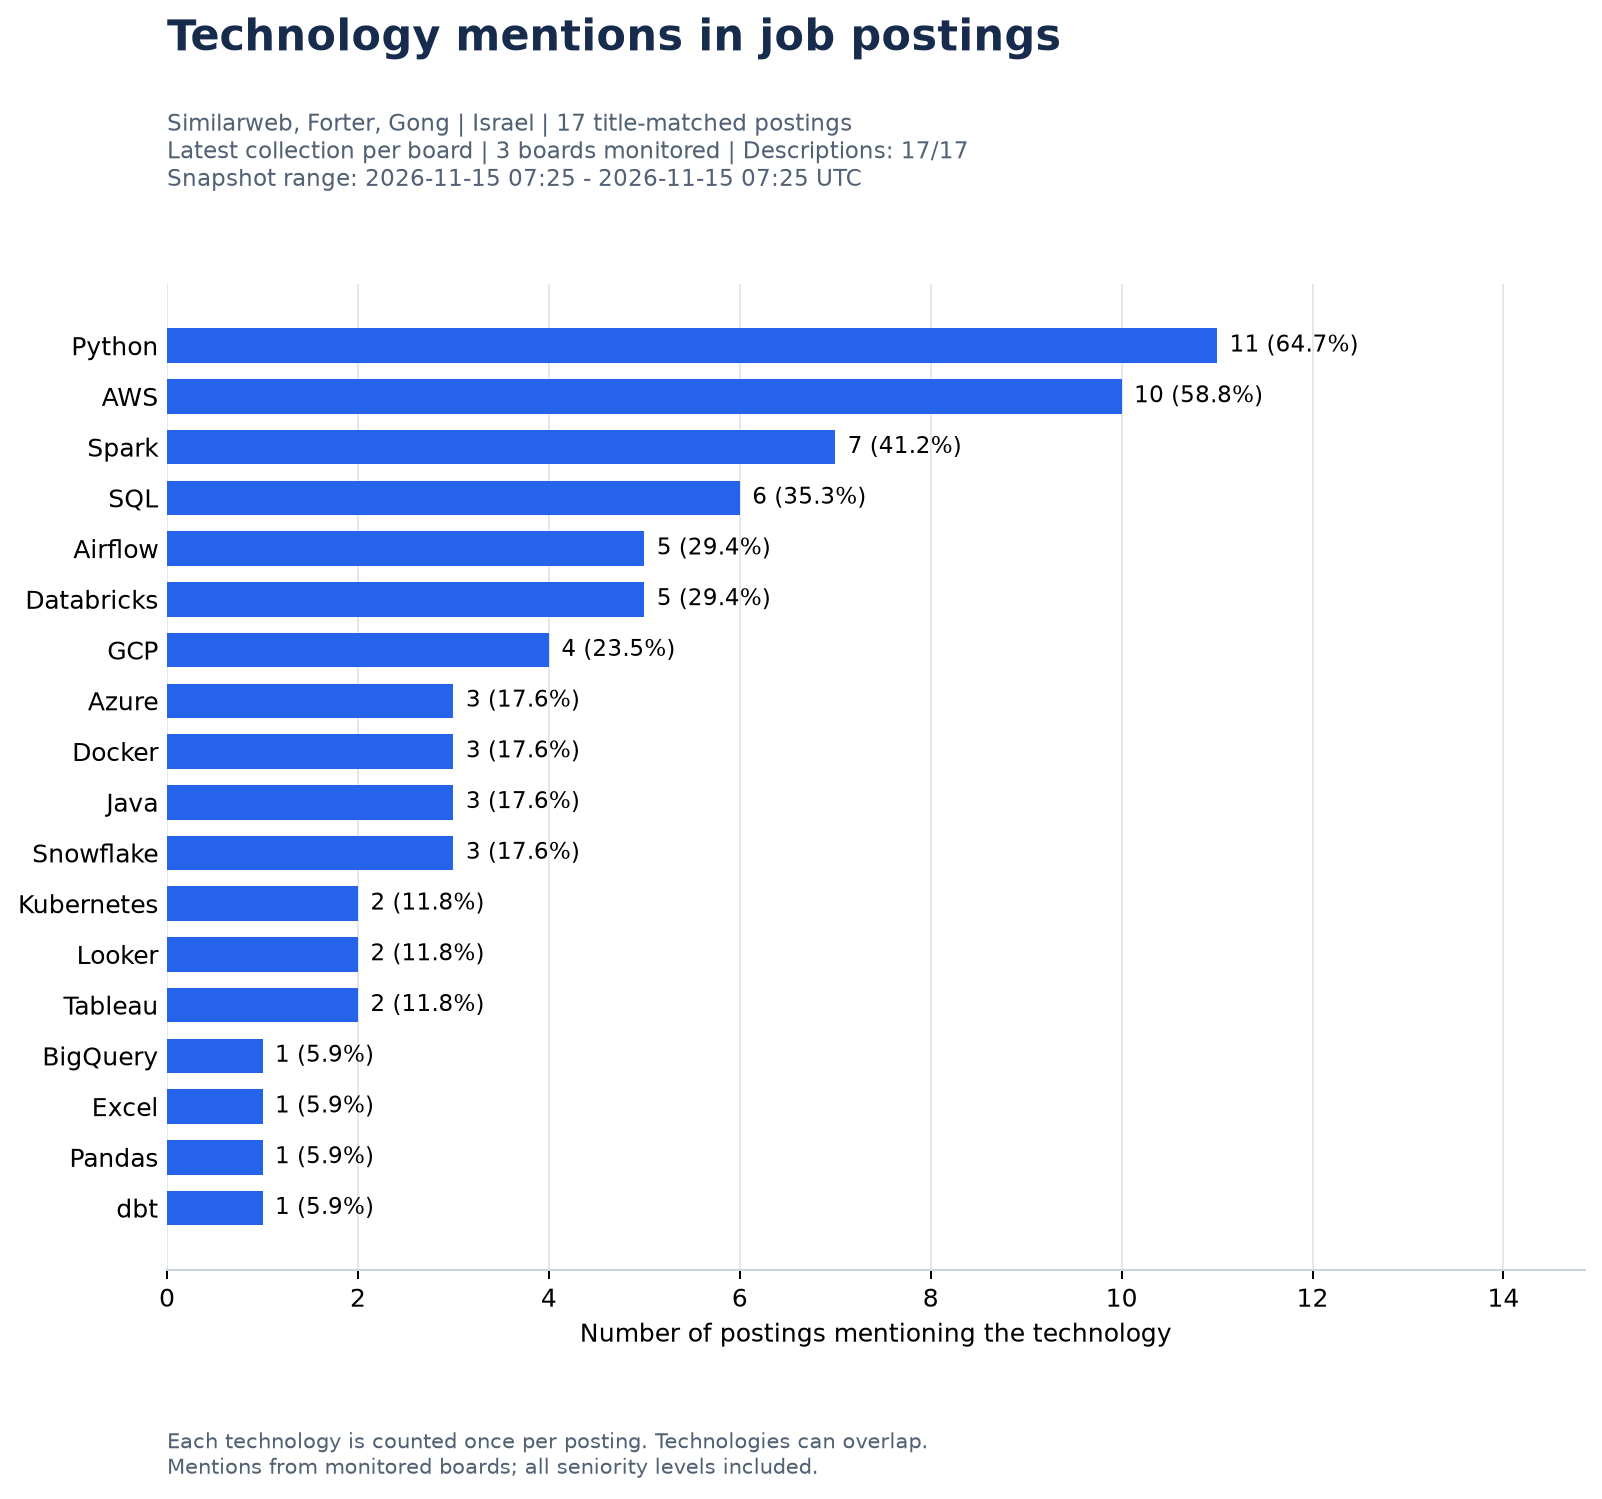 Technology mentions in job postings
Similarweb, Forter, Gong | Israel | 17 title-matched postings
Latest collection per board | 3 boards monitored | Descriptions: 17/17
Snapshot range: 2026-11-15 07:25 - 2026-11-15 07:25 UTC
Python 11 (64.7%)
AWS 10 (58.8%)
Spark 7 (41.2%)
SQL 6 (35.3%)
Airflow 5 (29.4%)
Databricks 5 (29.4%)
GCP 4 (23.5%)
Azure 3 (17.6%)
Docker 3 (17.6%)
Java 3 (17.6%)
Snowflake 3 (17.6%)
Kubernetes 2 (11.8%)
Looker 2 (11.8%)
Tableau 2 (11.8%)
BigQuery 1 (5.9%)
Excel 1 (5.9%)
Pandas 1 (5.9%)
dbt 1 (5.9%)
0 2 4 6 8 10 12 14
Number of postings mentioning the technology
Each technology is counted once per posting. Technologies can overlap.
Mentions from monitored boards; all seniority levels included.